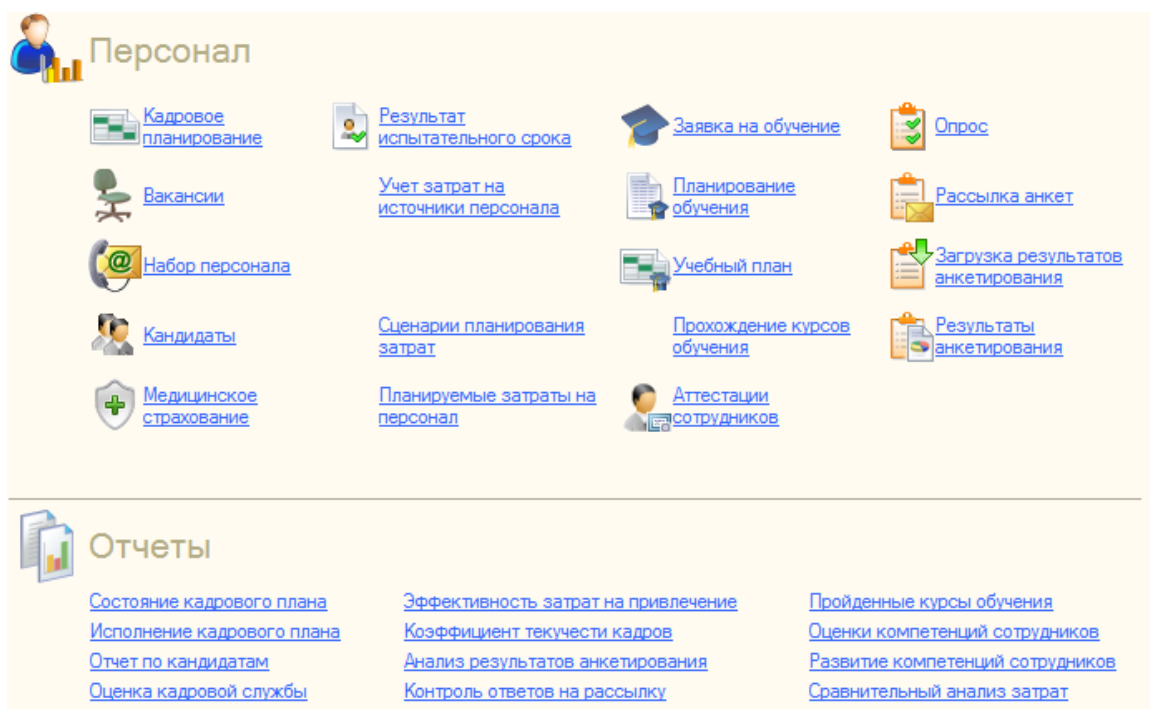 Персонал
Кадровое
планирование
Результат
испытательного срока
Заявка на обучение
Опрос
Вакансии
Учет затрат на
источники персонала
Планирование
обучения
Рассылка анкет
Набор персонала
Учебный план
Загрузка результатов
анкетирования
Кандидаты
Сценарии планирования
затрат
Прохождение курсов
обучения
Результаты
анкетирования
Медицинское
страхование
Планируемые затраты на
персонал
Аттестации
сотрудников
Отчеты
Состояние кадрового плана
Эффективность затрат на привлечение
Пройденные курсы обучения
Исполнение кадрового плана
Коэффициент текучести кадров
Оценки компетенций сотрудников
Отчет по кандидатам
Анализ результатов анкетирования
Развитие компетенций сотрудников
Оценка кадровой службы
Контроль ответов на рассылку
Сравнительный анализ затрат